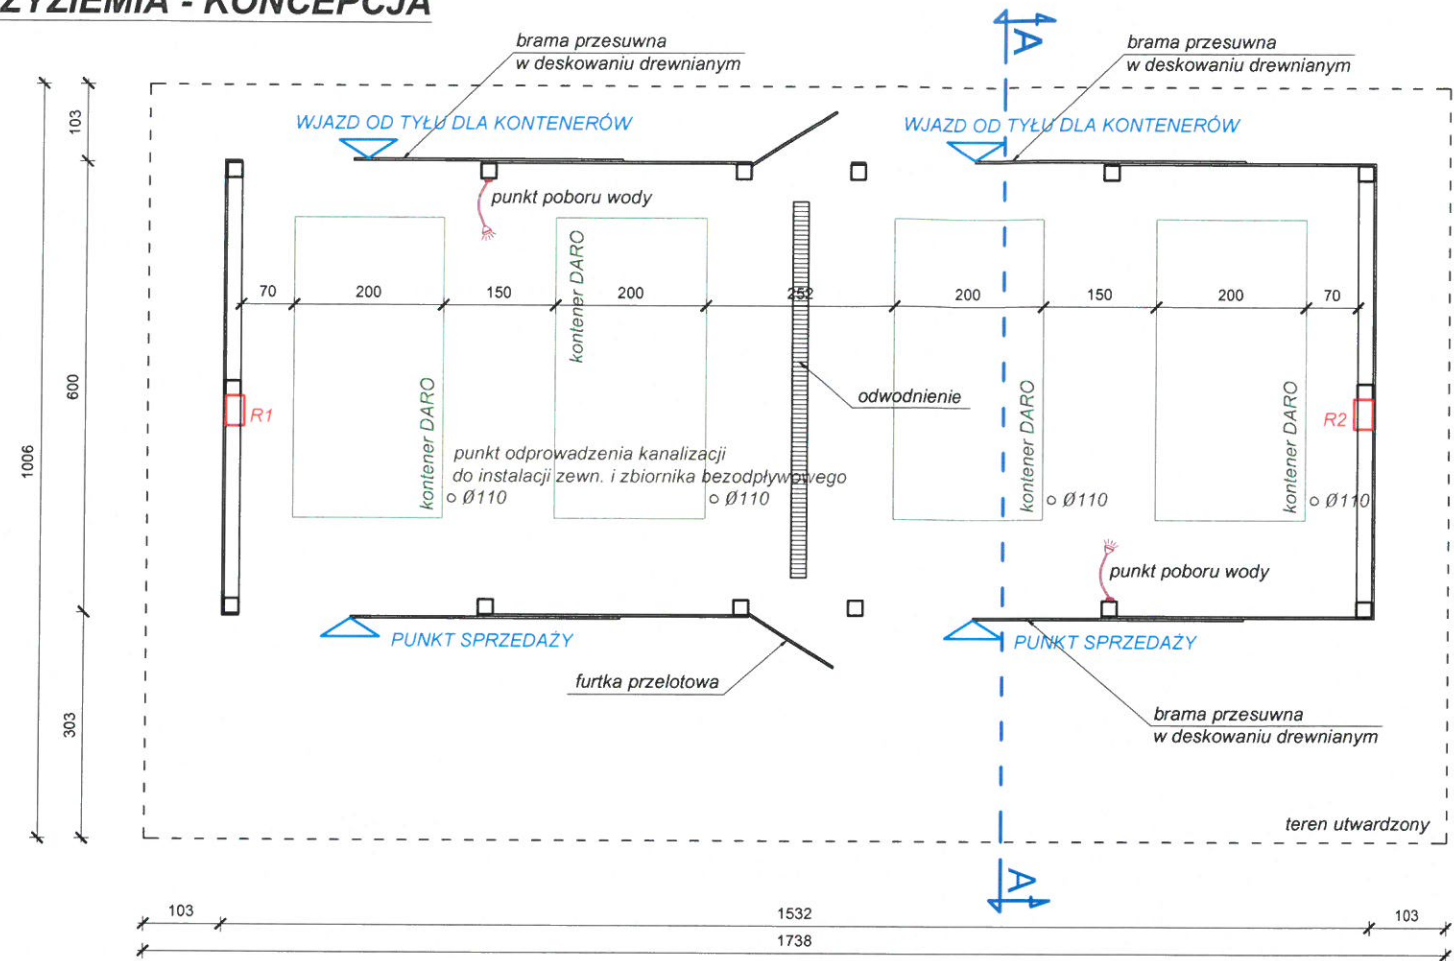 ZYZIEMIA - KONCEPCJA
brama przesuwna
w deskowaniu drewnianym
A
brama przesuwna
w deskowaniu drewnianym
WJAZD OD TYŁU DLA KONTENERÓW
WJAZD OD TYŁU DLA KONTENERÓW
103
punkt poboru wody
kontener DARO
70
200
150
200
252
200
150
200
70
600
1006
odwodnienie
R1
R2
kontener DARO
kontener DARO
kontener DARO
punkt odprowadzenia kanalizacji
do instalacji zewn. i zbiornika bezodpływowego
Ø110
Ø110
Ø110
Ø110
punkt poboru wody
PUNKT SPRZEDAŻY
PUNKT SPRZEDAŻY
furtka przelotowa
303
brama przesuwna
w deskowaniu drewnianym
teren utwardzony
A
103
1532
103
1738